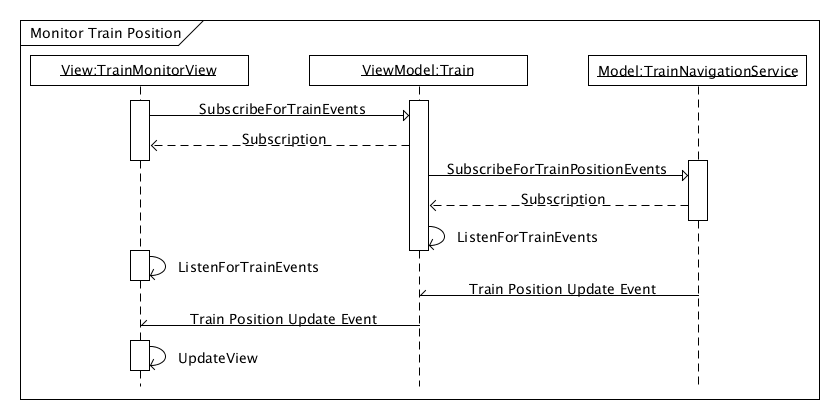 Monitor Train Position
View:TrainMonitorView
ViewModel:Train
Model:TrainNavigationService
SubscribeForTrainEvents
Subscription
SubscribeForTrainPositionEvents
Subscription
ListenForTrainEvents
ListenForTrainEvents
Train Position Update Event
Train Position Update Event
UpdateView